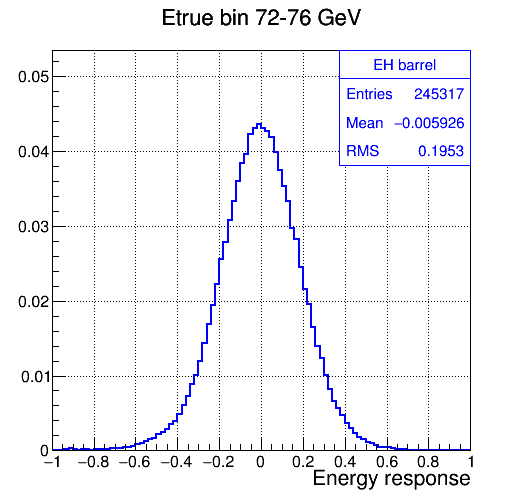 Etrue bin 72-76 GeV
EH barrel
Entries 245317
Mean −0.005926
RMS 0.1953
0.05
0.04
0.03
0.02
0.01
0
−1 −0.8 −0.6 −0.4 −0.2 0 0.2 0.4 0.6 0.8 1
Energy response